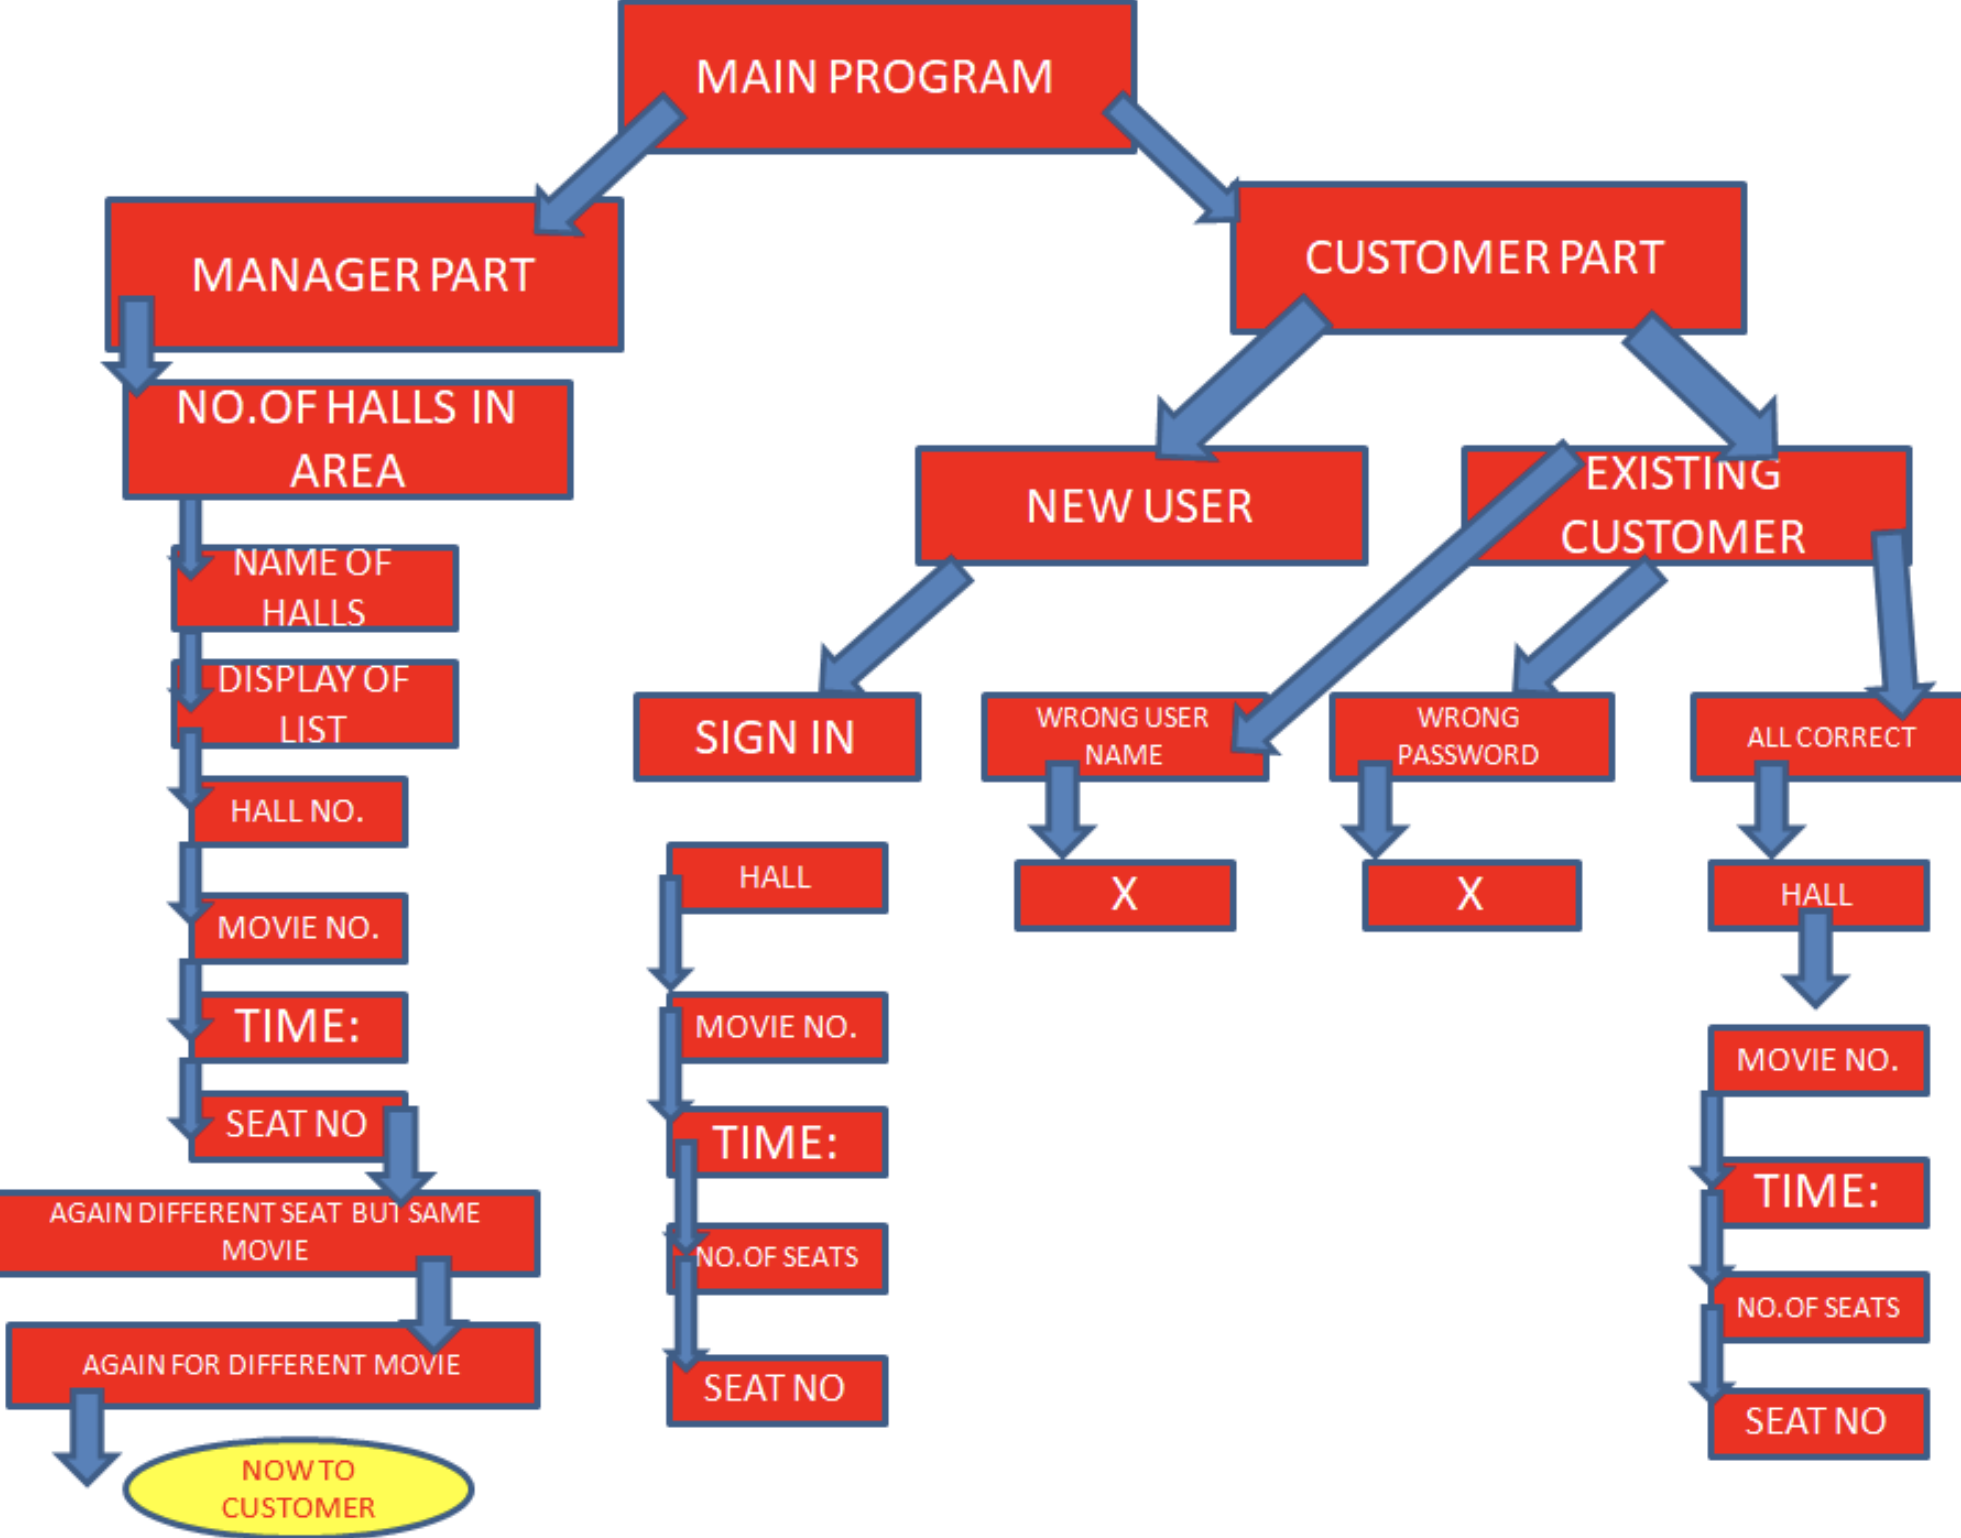 MAIN PROGRAM
MANAGER PART
CUSTOMER PART
NO.OF HALLS IN
AREA
NEW USER
EXISTING
CUSTOMER
NAME OF
HALLS
DISPLAY OF
LIST
HALL NO.
MOVIE NO.
TIME:
SEAT NO
AGAIN DIFFERENT SEAT BUT SAME
MOVIE
AGAIN FOR DIFFERENT MOVIE
NOW TO
CUSTOMER
SIGN IN
HALL
MOVIE NO.
TIME:
NO.OF SEATS
SEAT NO
WRONG USER
NAME
X
WRONG
PASSWORD
X
ALL CORRECT
HALL
MOVIE NO.
TIME:
NO.OF SEATS
SEAT NO